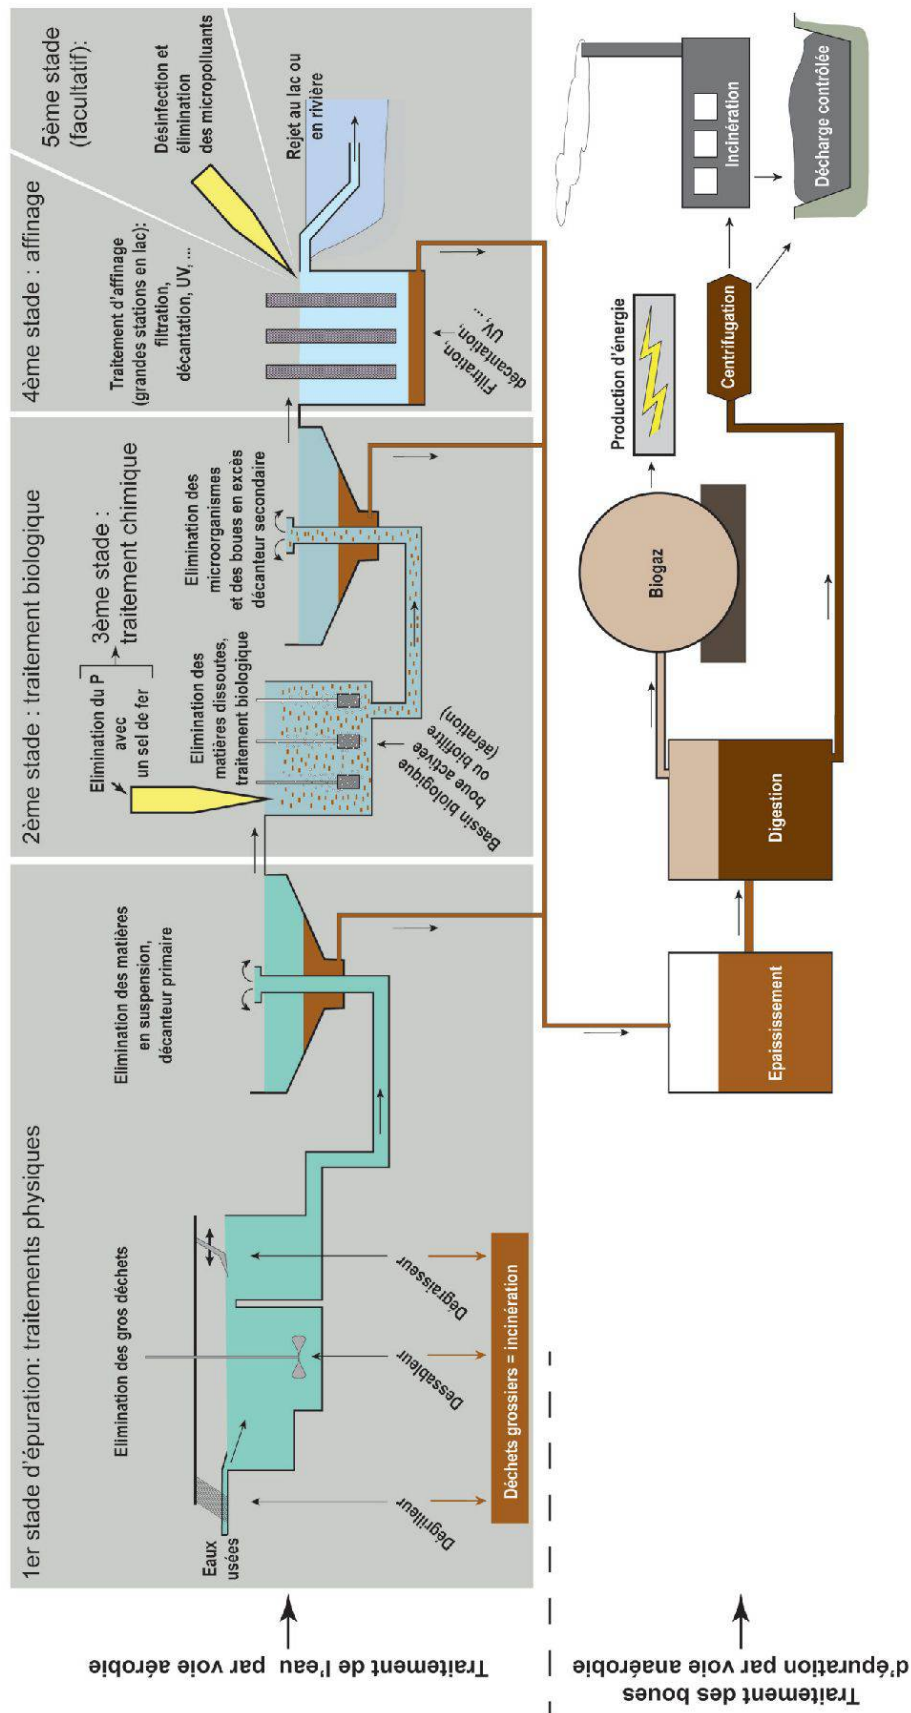 1er stade d'épuration: traitements physiques
Elimination des gros déchets
Eaux
usées
Dégrilleur
Dessableur
Dégraisseur
Déchets grossiers = incinération
Elimination des matières
en suspension,
décanteur primaire
2ème stade : traitement biologique
Elimination du P
avec
un sel de fer
3ème stade :
traitement chimique
Elimination des
matières dissoutes,
traitement biologique
Bassin biologique
boue activée
ou biofiltre
(aération)
Elimination des
microorganismes
et des boues en excès
décanteur secondaire
4ème stade : affinage
Traitement d'affinage
(grandes stations en lac):
filtration,
décantation, UV, ...
Filtration,
décantation,
UV, ...
5ème stade
(facultatif):
Désinfection et
élimination
des micropolluants
Rejet au lac ou
en rivière
Traitement de l'eau par voie aérobie
Traitement des boues
d'épuration par voie anaérobie
Epaississement
Digestion
Biogaz
Production d'énergie
Centrifugation
Incinération
Décharge contrôlée